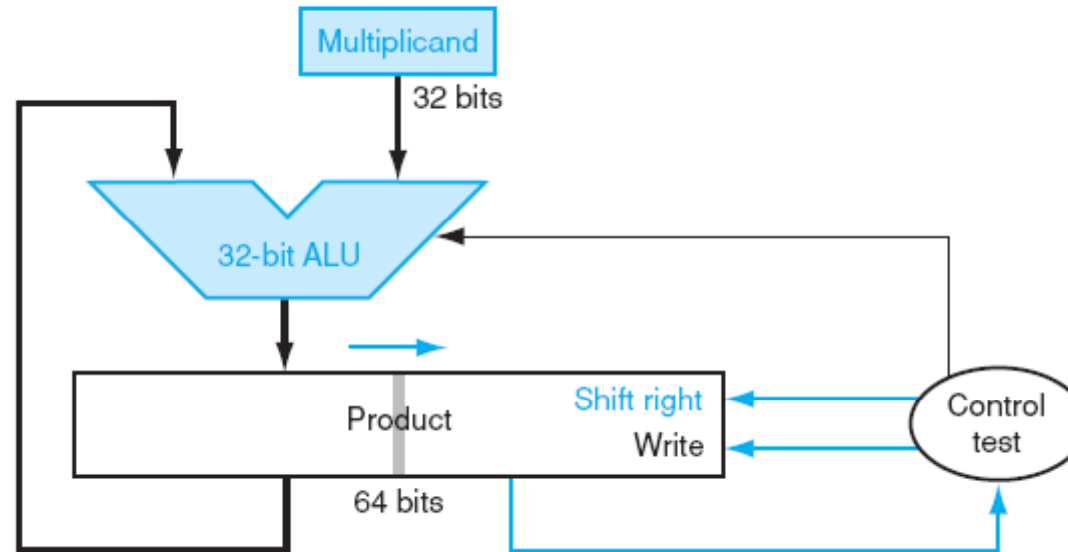 Multiplicand
32 bits
32-bit ALU
Product
Shift right
Write
64 bits
Control
test